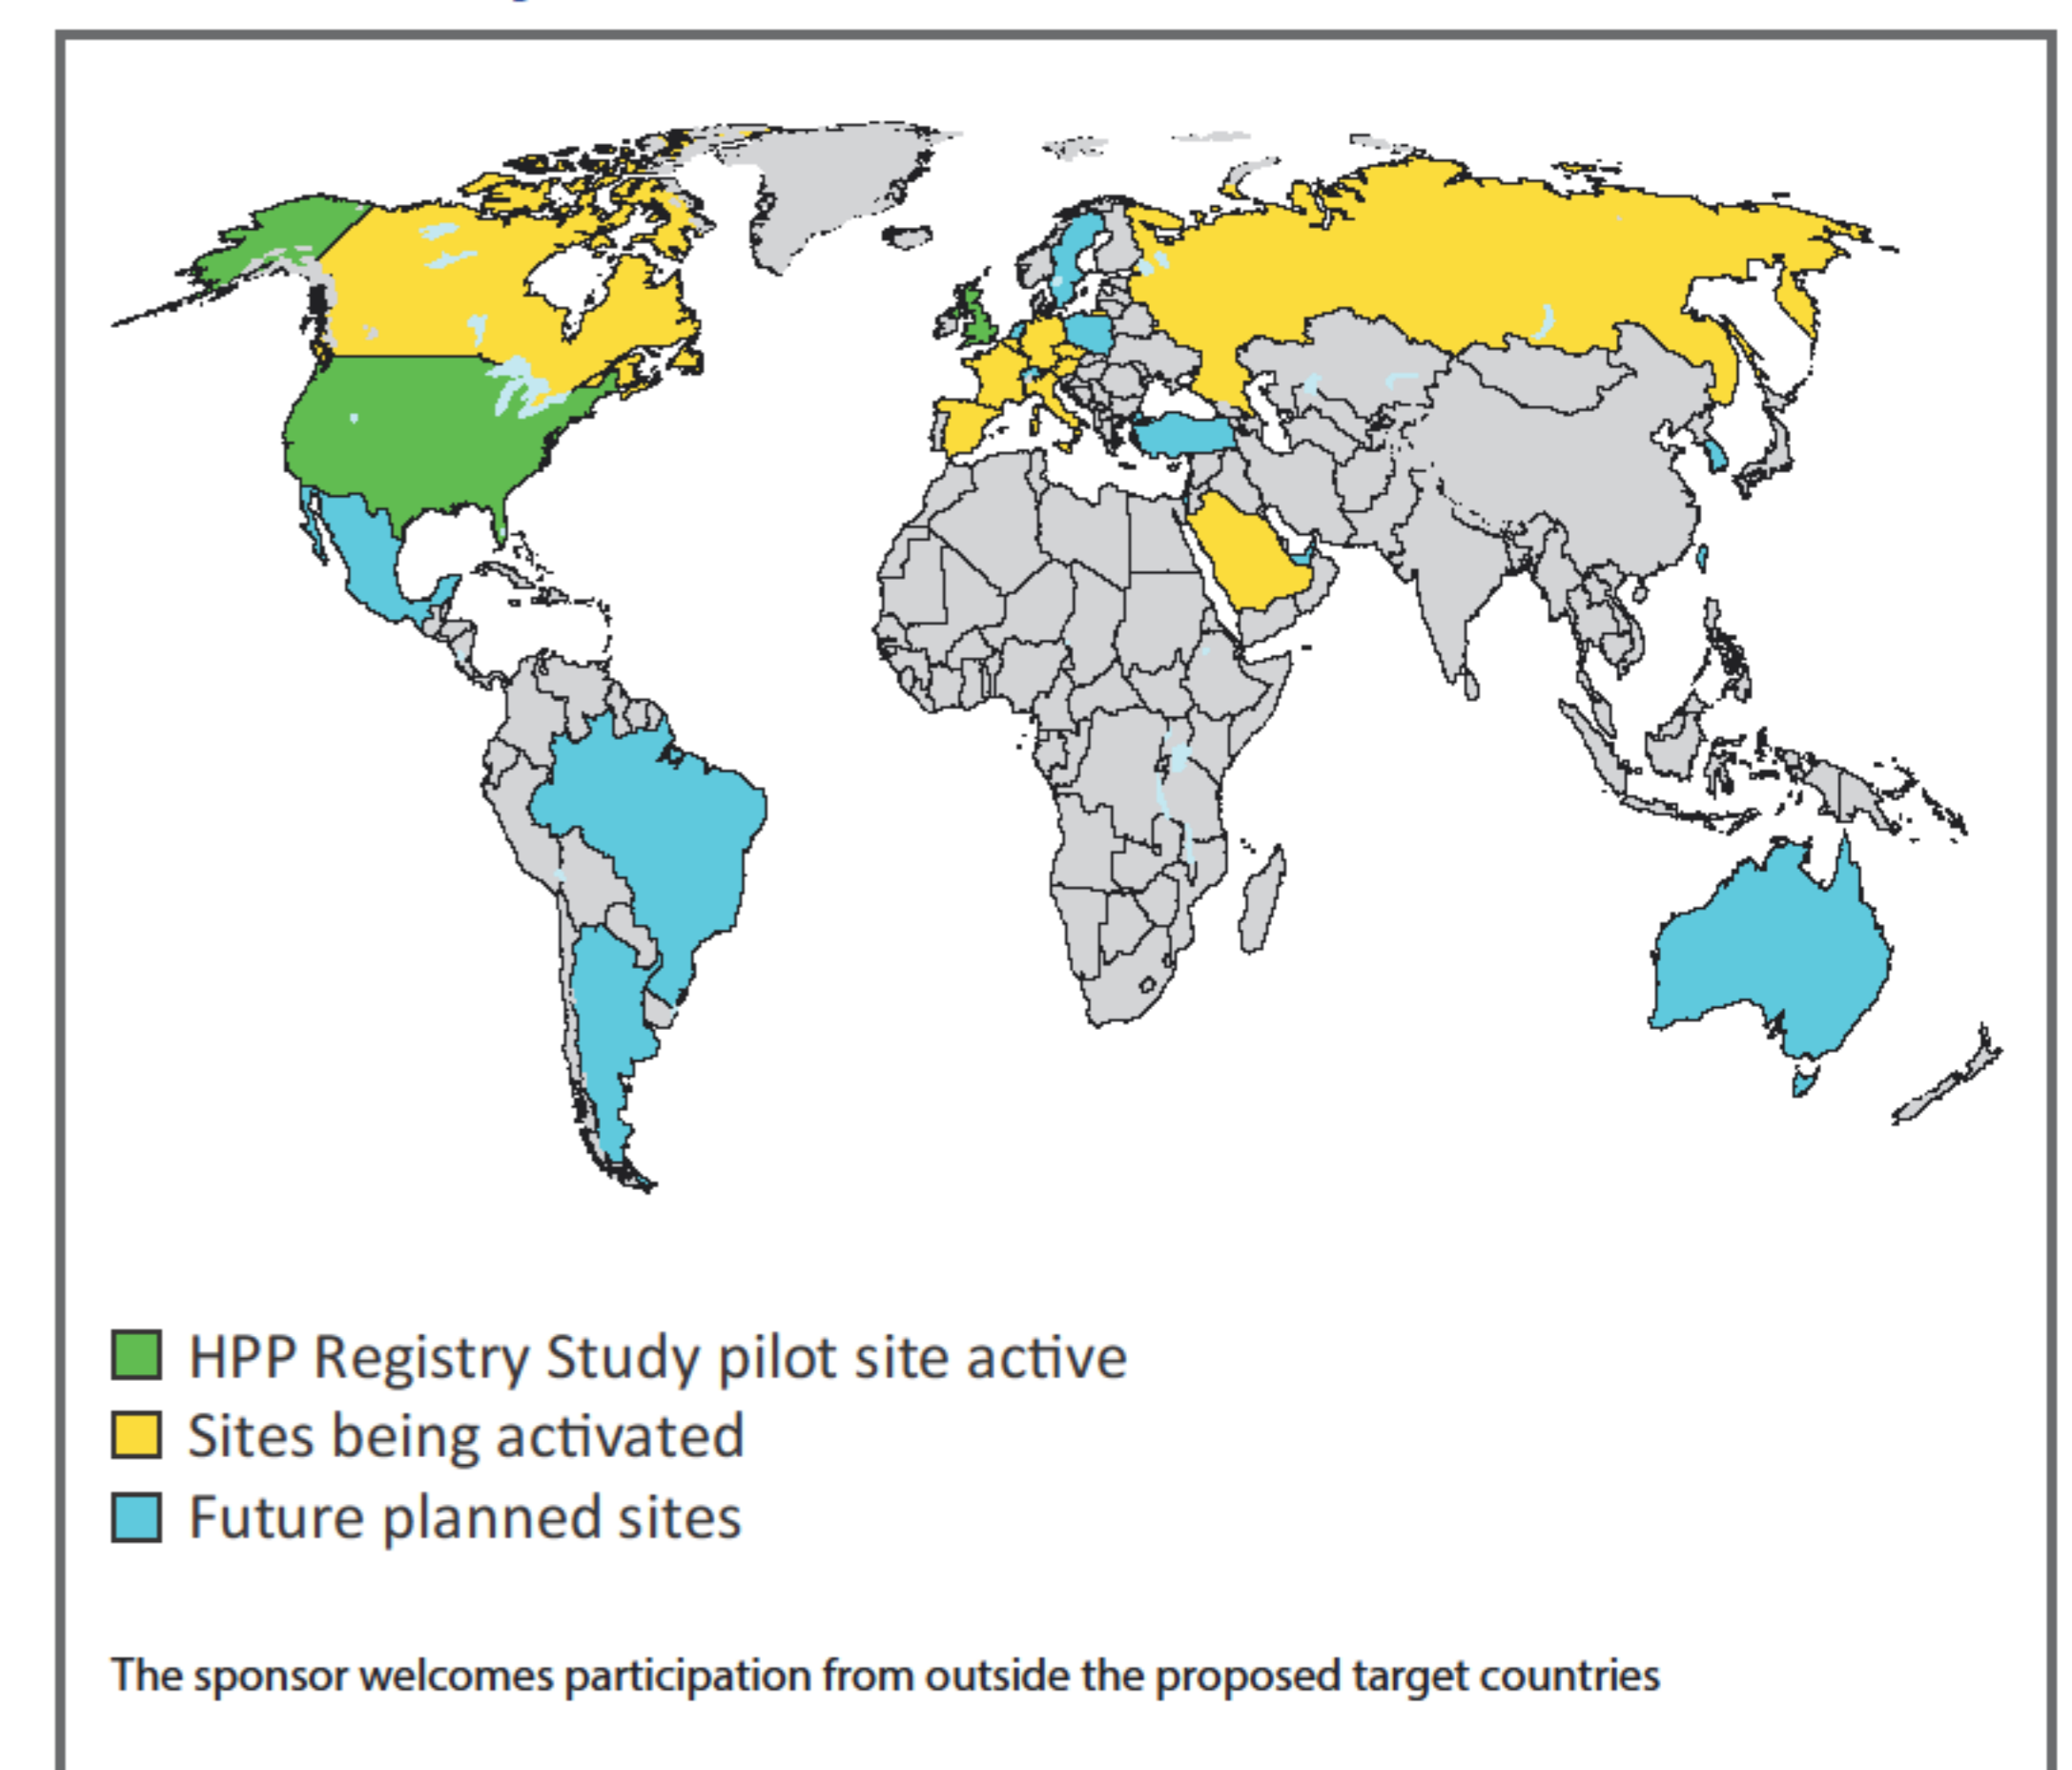 HPP Registry Study pilot site active
Sites being activated
Future planned sites
The sponsor welcomes participation from outside the proposed target countries